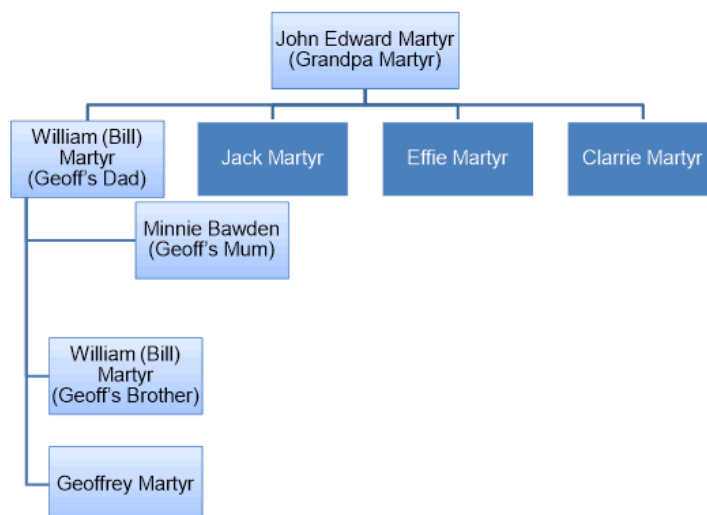 John Edward Martyr
(Grandpa Martyr)
William (Bill)
Martyr
(Geoff's Dad)
Jack Martyr
Effie Martyr
Clarrie Martyr
Minnie Bawden
(Geoff's Mum)
William (Bill)
Martyr
(Geoff's Brother)
Geoffrey Martyr